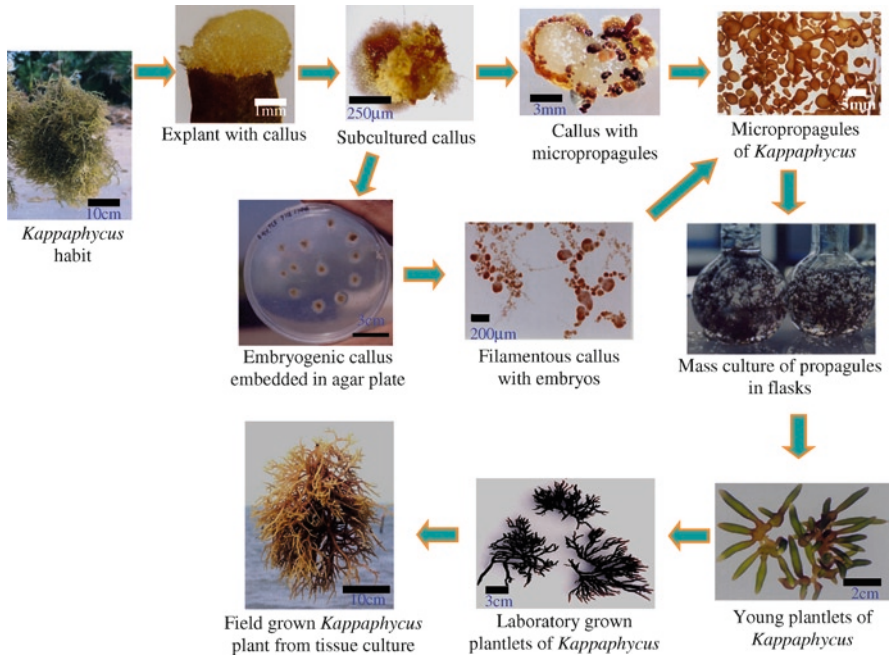 10cm
Kappaphycus
habit
1mm
Explant with callus
250µm
Subcultured callus
3mm
Callus with
micropropagules
5mm
Micropropagules
of Kappaphycus
3cm
Embryogenic callus
embedded in agar plate
200µm
Filamentous callus
with embryos
Mass culture of propagules
in flasks
10cm
Field grown Kappaphycus
plant from tissue culture
3cm
Laboratory grown
plantlets of Kappaphycus
2cm
Young plantlets of
Kappaphycus